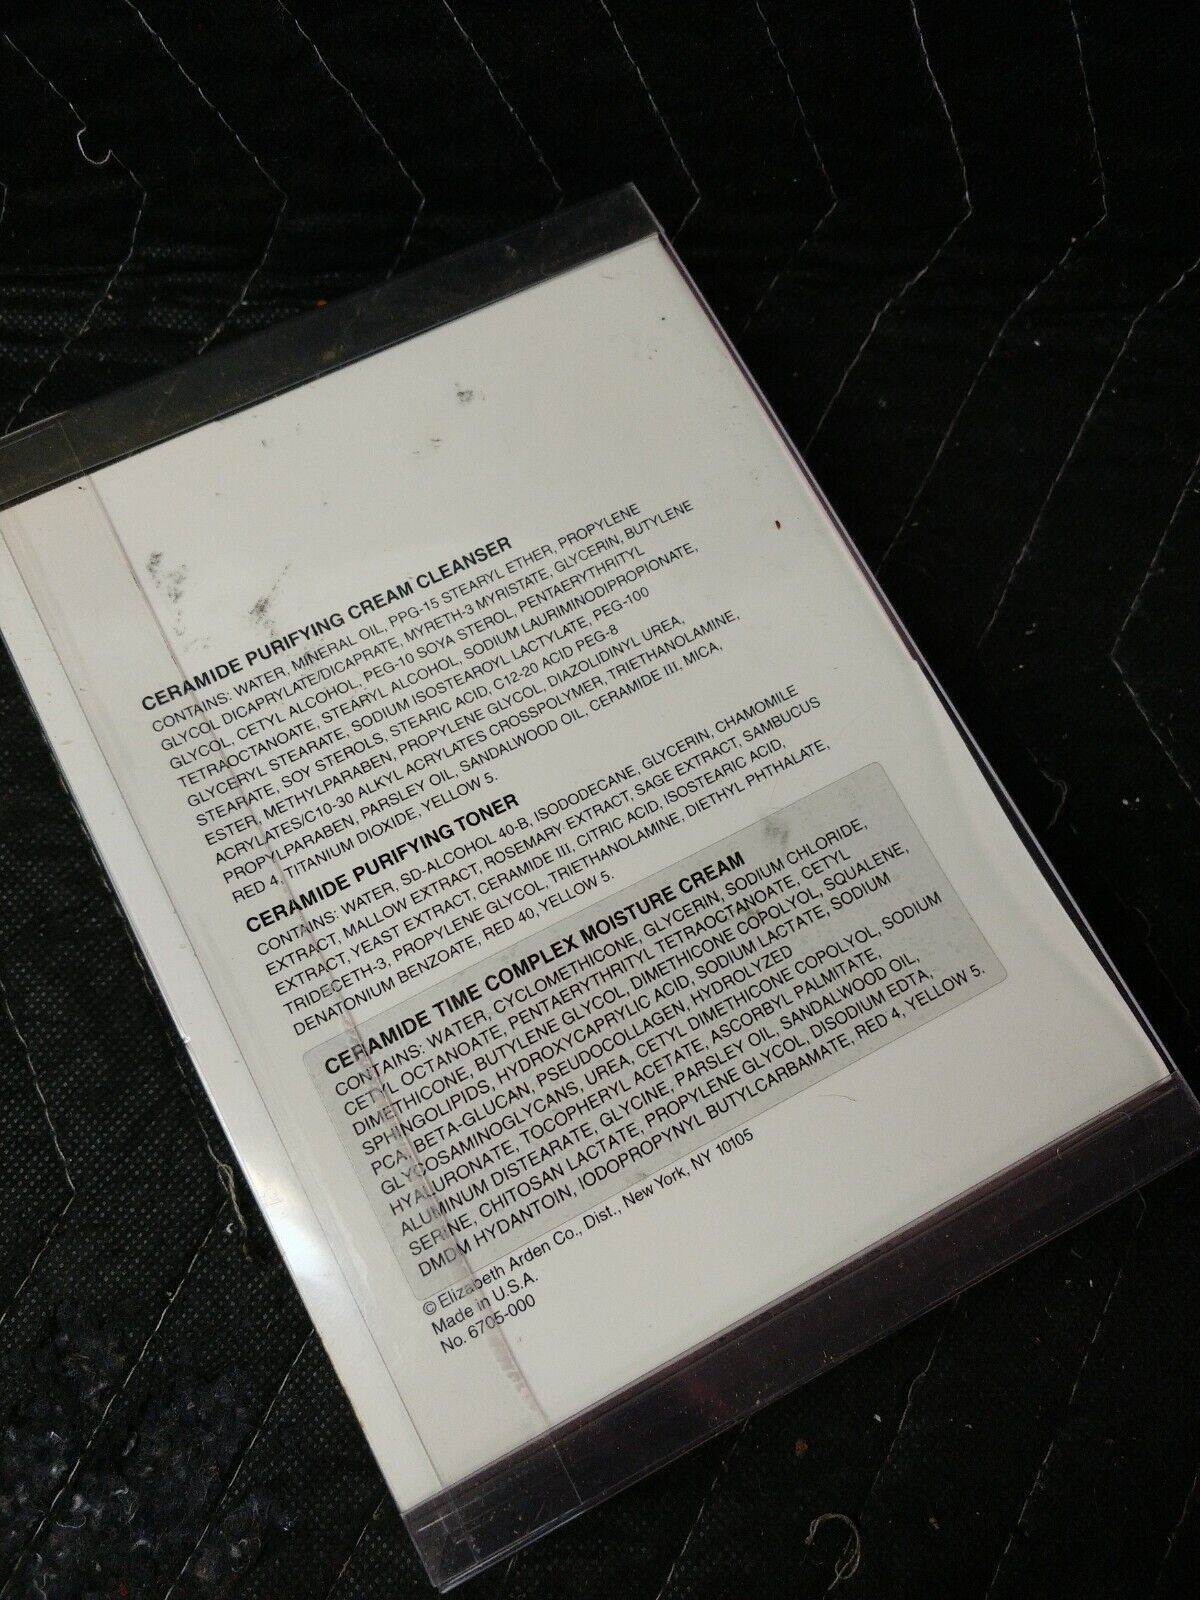 CERAMIDE PURIFYING CREAM CLEANSER
CONTAINS: WATER, MINERAL OIL, PPG-15 STEARYL ETHER, PROPYLENE
GLYCOL DICAPRYLATE/DICAPRATE, MYRETH-3 MYRISTATE, GLYCERIN, BUTYLENE
GLYCOL, CETYL ALCOHOL, PEG-10 SOYA STEROL, PENTAERYTHRITYL
TETRAOCTANOATE, STEARYL ALCOHOL, SODIUM LAURIMINODIPROPIONATE,
GLYCERYL STEARATE, SODIUM ISOSTEAROYL LACTYLATE, PEG-100
STEARATE, SOY STEROLS, STEARIC ACID, C12-20 ACID PEG-8
ESTER, METHYLPARABEN, PROPYLENE GLYCOL, DIAZOLIDINYL UREA,
ACRYLATES/C10-30 ALKYL ACRYLATES CROSSPOLYMER, TRIETHANOLAMINE,
PROPYLPARABEN, PARSLEY OIL, SANDALWOOD OIL, CERAMIDE III, MICA,
RED 4, TITANIUM DIOXIDE, YELLOW 5.
CERAMIDE PURIFYING TONER
CONTAINS: WATER, SD-ALCOHOL 40-B, ISODODECANE, GLYCERIN, CHAMOMILE
EXTRACT, MALLOW EXTRACT, ROSEMARY EXTRACT, SAGE EXTRACT, SAMBUCUS
EXTRACT, YEAST EXTRACT, CERAMIDE III, CITRIC ACID, ISOSTEARIC ACID,
TRIDECETH-3, PROPYLENE GLYCOL, TRIETHANOLAMINE, DIETHYL PHTHALATE,
DENATONIUM BENZOATE, RED 40, YELLOW 5.
CERAMIDE TIME COMPLEX MOISTURE CREAM
CONTAINS: WATER, CYCLOMETHICONE, GLYCERIN, SODIUM CHLORIDE,
CETYL OCTANOATE, PENTAERYTHRITYL TETRAOCTANOATE, CETYL
DIMETHICONE, BUTYLENE GLYCOL, DIMETHICONE COPOLYOL, SQUALENE,
SPHINGOLIPIDS, HYDROXYCAPRYLIC ACID, SODIUM LACTATE, SODIUM
PCA, BETA-GLUCAN, PSEUDOCOLLAGEN, HYDROLYZED
GLYCOSAMINOGLYCANS, UREA, CETYL DIMETHICONE COPOLYOL, SODIUM
HYALURONATE, TOCOPHERYL ACETATE, ASCORBYL PALMITATE,
ALUMINUM DISTEARATE, GLYCINE, PARSLEY OIL, SANDALWOOD OIL,
SERINE, CHITOSAN LACTATE, PROPYLENE GLYCOL, DISODIUM EDTA,
DMDM HYDANTOIN, IODOPROPYNYL BUTYLCARBAMATE, RED 4, YELLOW 5.
© Elizabeth Arden Co., Dist., New York, NY 10105
Made in U.S.A.
No. 6705-000